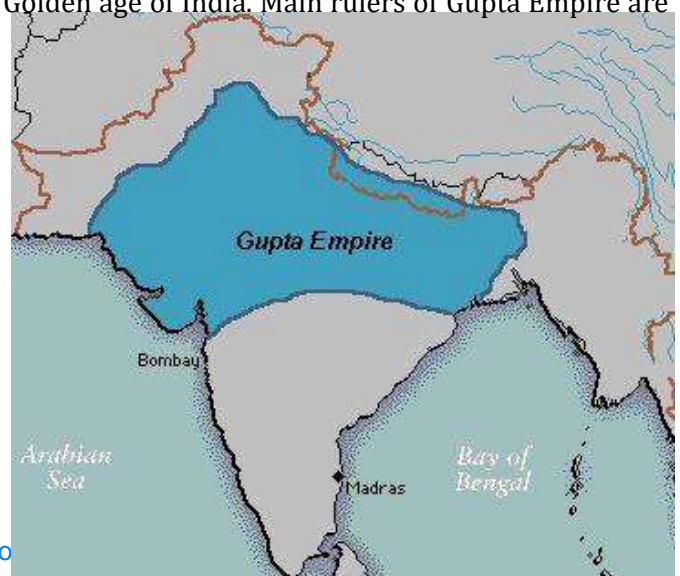 Golden age of India. Main rulers of Gupta Empire are
Gupta Empire
Bombay
Arabian
Sea
Bay of
Bengal
Madras